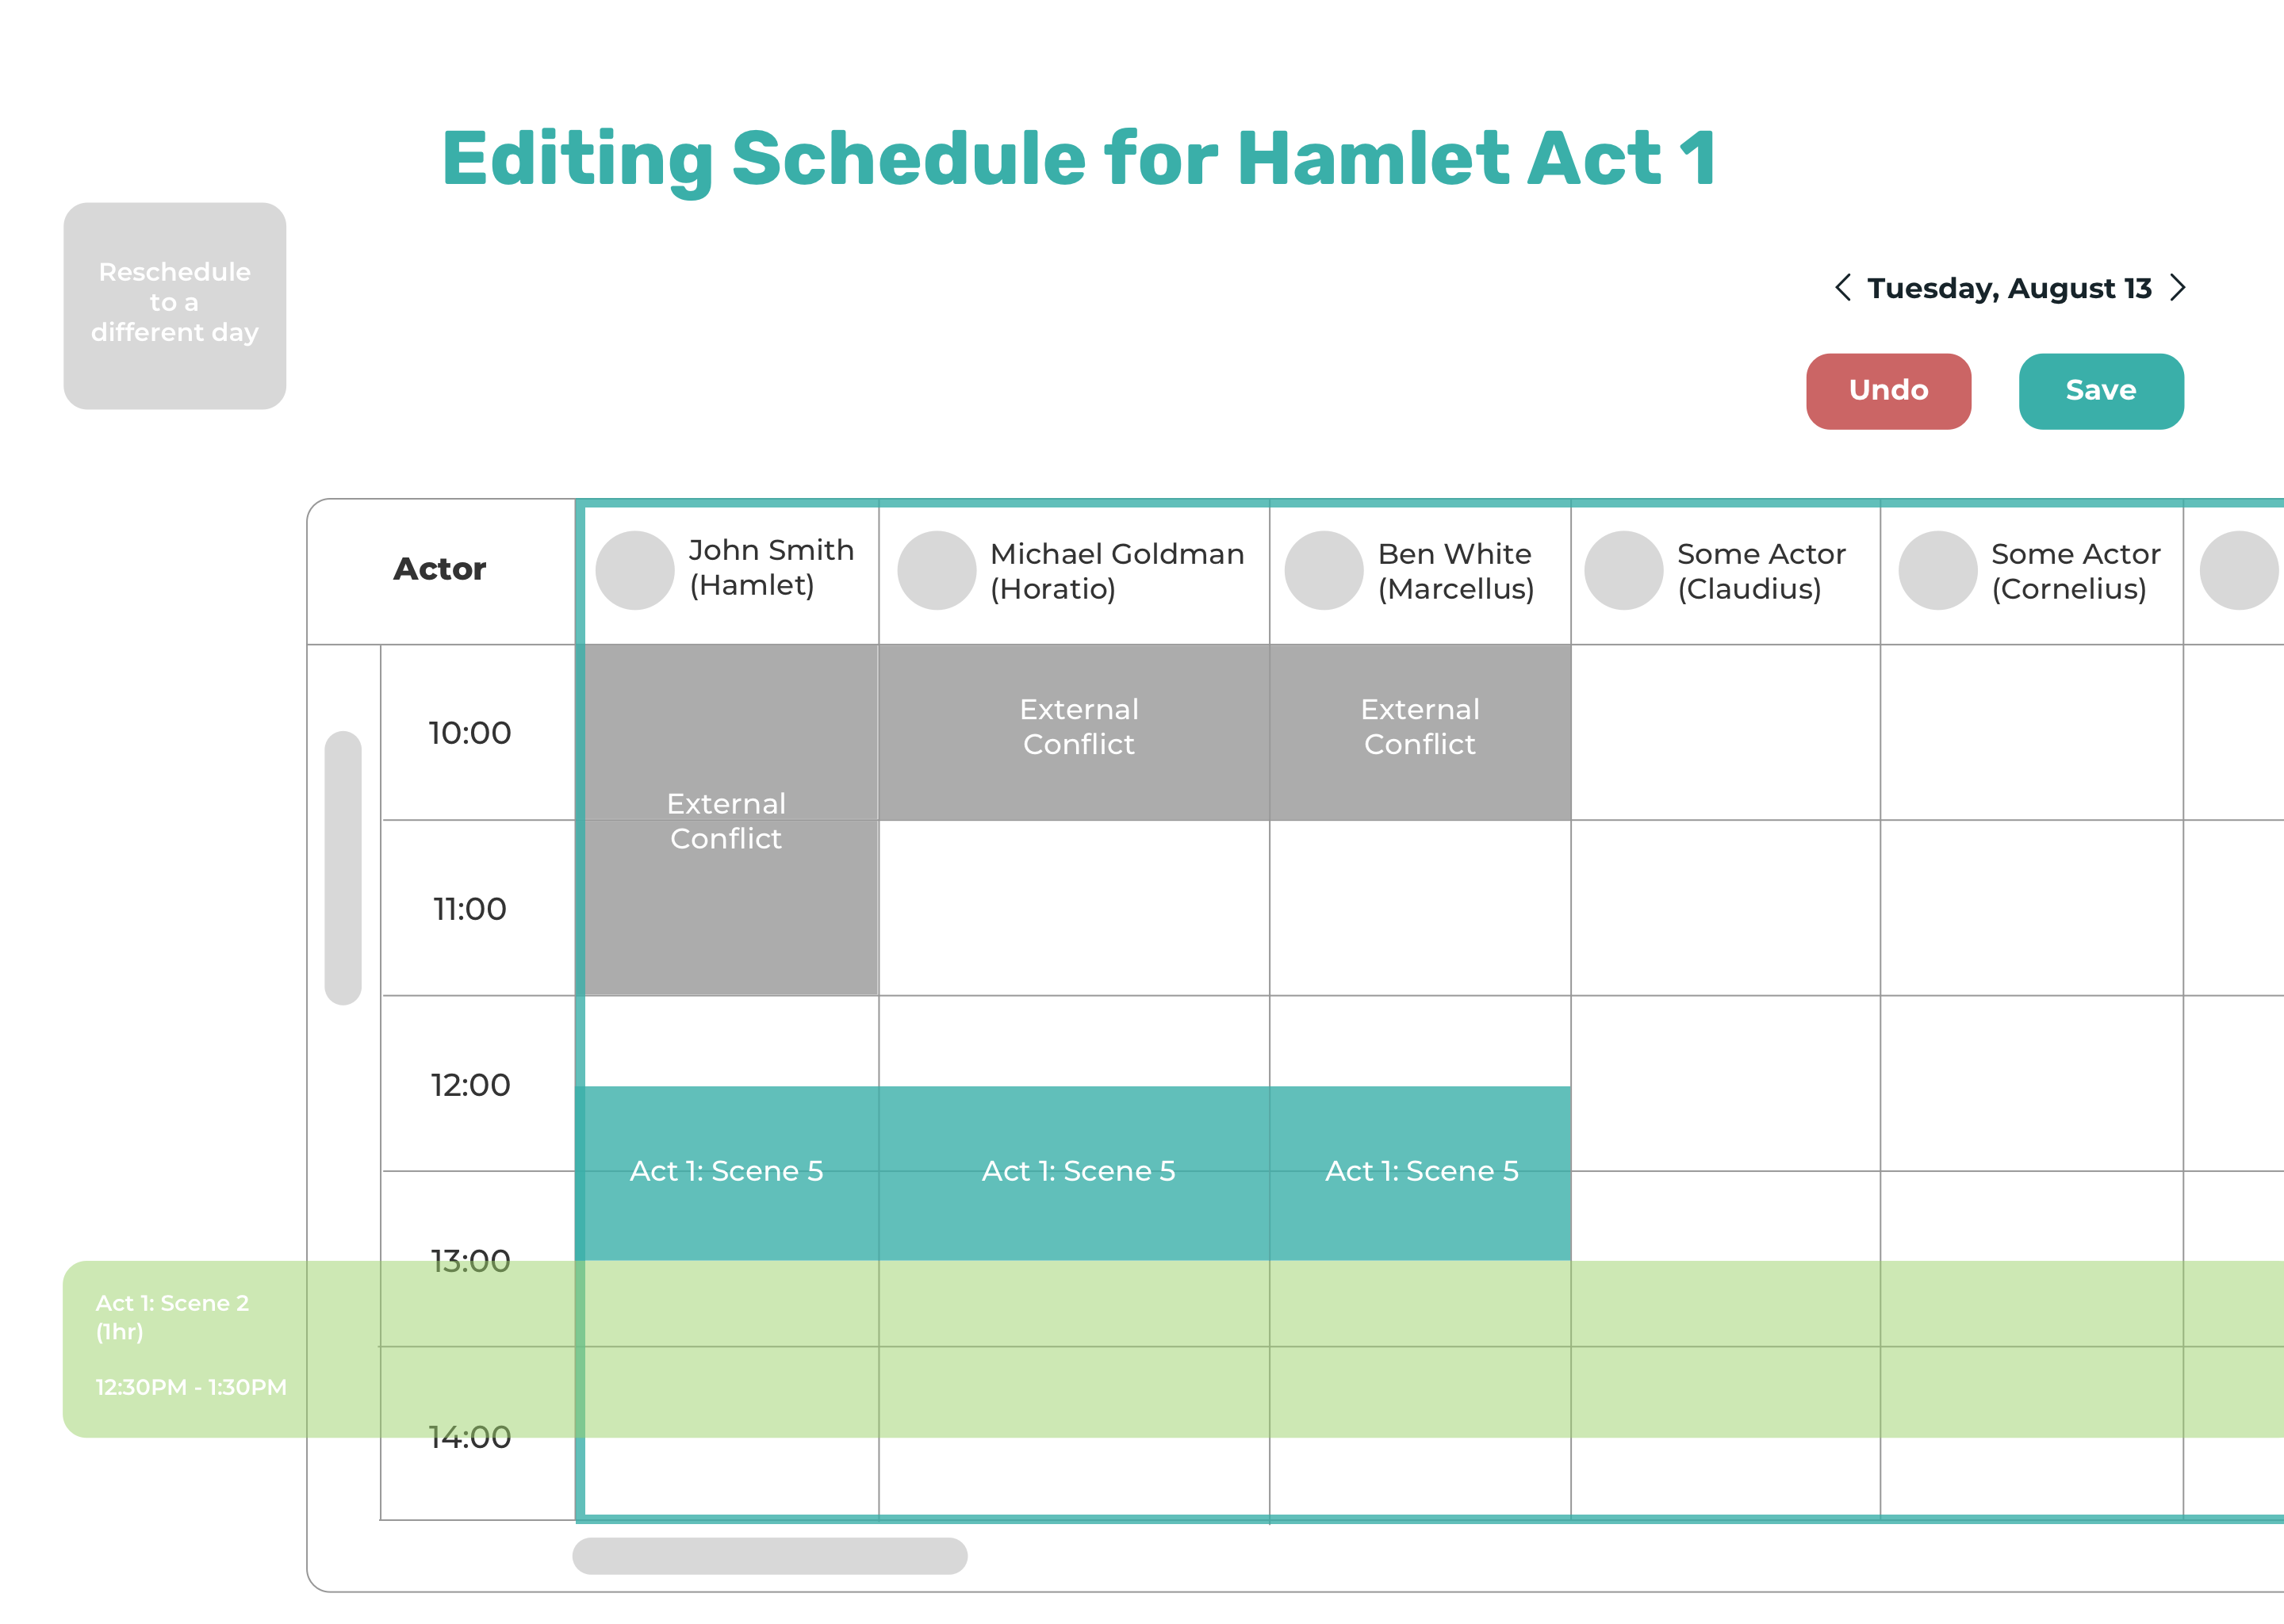 Editing Schedule for Hamlet Act 1
Reschedule
to a
different day
Tuesday, August 13
Undo
Save
Actor
John Smith
(Hamlet)
Michael Goldman
(Horatio)
Ben White
(Marcellus)
Some Actor
(Claudius)
Some Actor
(Cornelius)
10:00
External
Conflict
External
Conflict
External
Conflict
11:00
12:00
Act 1: Scene 5
Act 1: Scene 5
Act 1: Scene 5
13:00
Act 1: Scene 2
(1hr)
12:30PM - 1:30PM
14:00